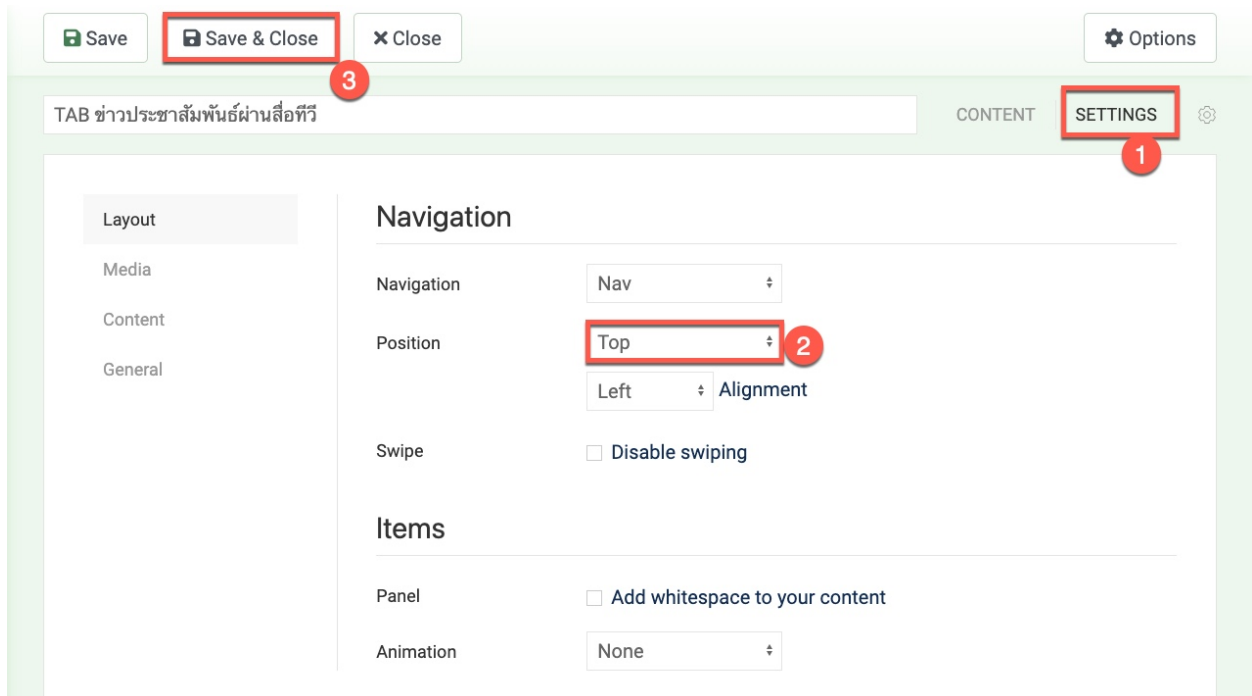 Save
Save & Close
Close
Options
3
TAB ข่าวประชาสัมพันธ์ผ่านสื่อทีวี
CONTENT
SETTINGS
1
Layout
Media
Content
General
Navigation
Navigation
Nav
Position
Top
2
Left
Alignment
Swipe
Disable swiping
Items
Panel
Add whitespace to your content
Animation
None